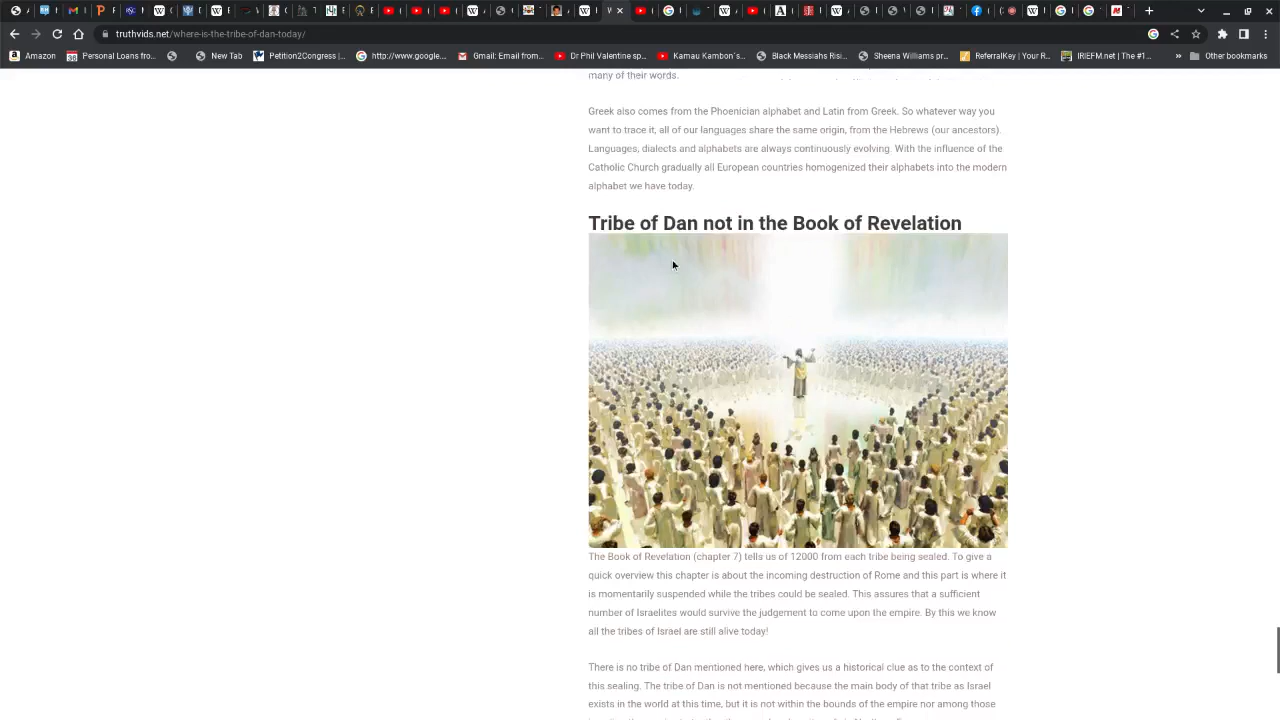 truthvids.net/where-is-the-tribe-of-dan-today/
Amazon
Personal Loans fro...
New Tab
Petition2Congress |...
http://www.google...
Gmail: Email from...
Dr Phil Valentine sp...
Kamau Kambon´s...
Black Messiahs Risi...
Sheena Williams pr...
ReferralKey | Your R...
IRIEFM.net | The #1...
»
Other bookmarks
many of their words.
Greek also comes from the Phoenician alphabet and Latin from Greek. So whatever way you
want to trace it, all of our languages share the same origin, from the Hebrews (our ancestors).
Languages, dialects and alphabets are always continuously evolving. With the influence of the
Catholic Church gradually all European countries homogenized their alphabets into the modern
alphabet we have today.
Tribe of Dan not in the Book of Revelation
The Book of Revelation (chapter 7) tells us of 12000 from each tribe being sealed. To give a
quick overview this chapter is about the incoming destruction of Rome and this part is where it
is momentarily suspended while the tribes could be sealed. This assures that a sufficient
number of Israelites would survive the judgement to come upon the empire. By this we know
all the tribes of Israel are still alive today!
There is no tribe of Dan mentioned here, which gives us a historical clue as to the context of
this sealing. The tribe of Dan is not mentioned because the main body of that tribe as Israel
exists in the world at this time, but it is not within the bounds of the empire nor among those